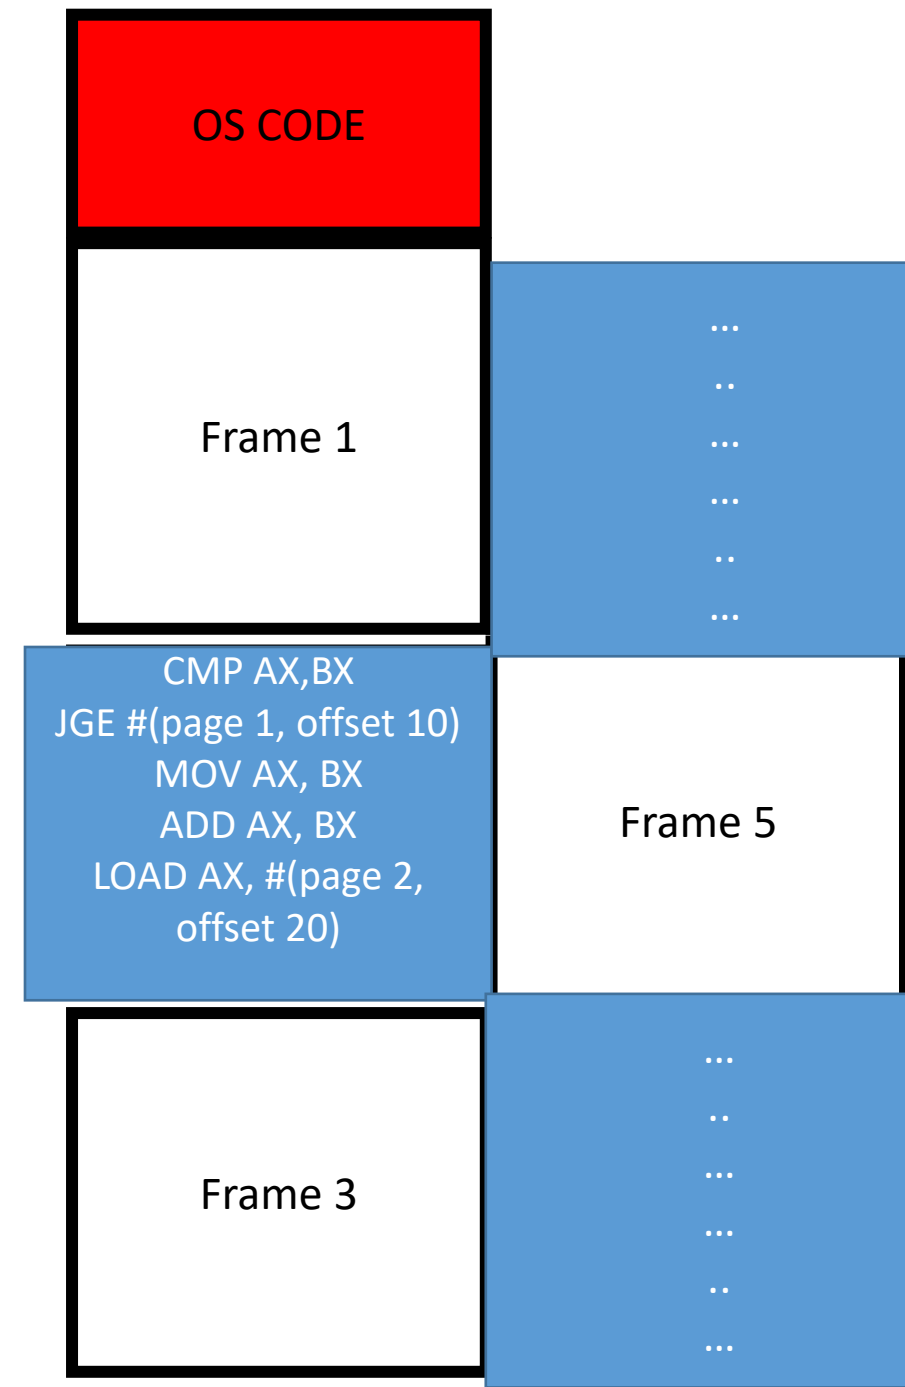 OS CODE
Frame 1
...
..
...
...
..
...
CMP AX,BX
JGE #(page 1, offset 10)
MOV AX, BX
ADD AX, BX
LOAD AX, #(page 2,
offset 20)
Frame 5
Frame 3
...
..
...
...
..
...